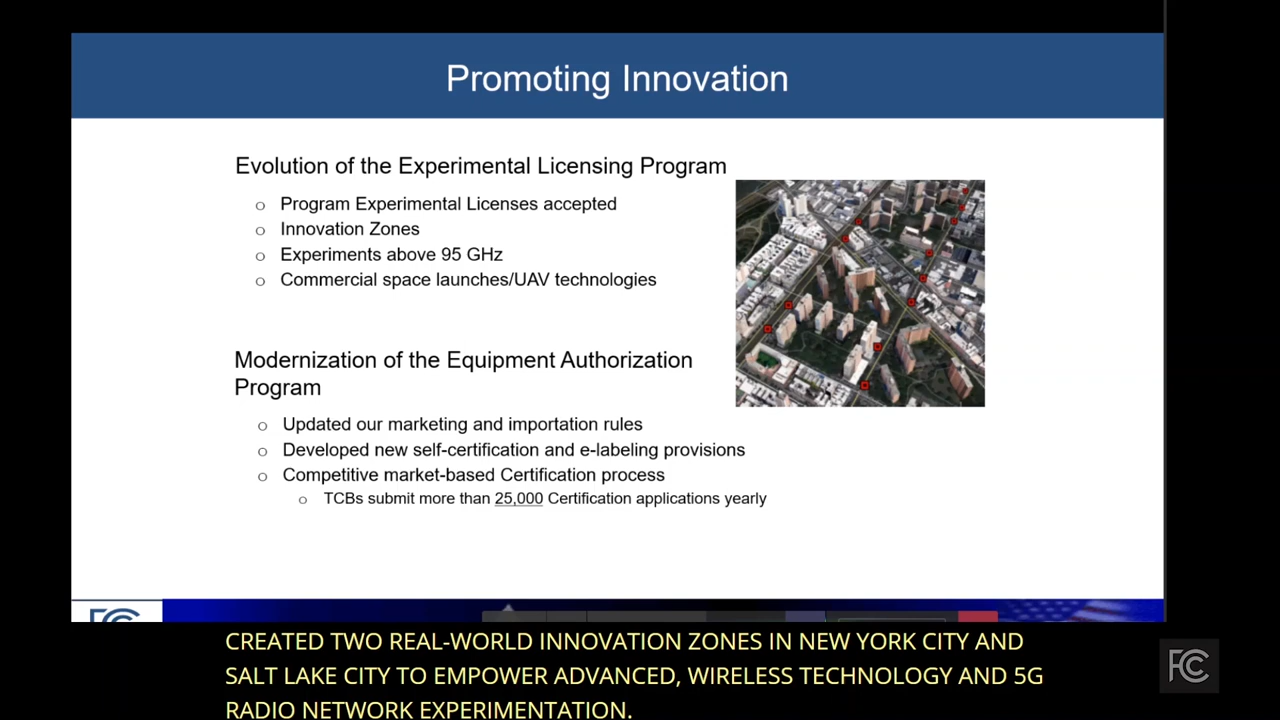 Promoting Innovation
Evolution of the Experimental Licensing Program
o Program Experimental Licenses accepted
o Innovation Zones
o Experiments above 95 GHz
o Commercial space launches/UAV technologies
Modernization of the Equipment Authorization
Program
o Updated our marketing and importation rules
o Developed new self-certification and e-labeling provisions
o Competitive market-based Certification process
o TCBs submit more than 25,000 Certification applications yearly
FCC
CREATED TWO REAL-WORLD INNOVATION ZONES IN NEW YORK CITY AND
SALT LAKE CITY TO EMPOWER ADVANCED, WIRELESS TECHNOLOGY AND 5G
RADIO NETWORK EXPERIMENTATION.
FCC